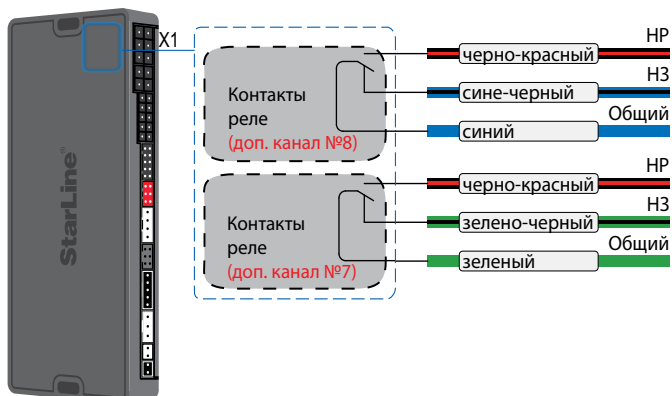 X1
StarLine®
Контакты
реле
(доп. канал №8)
черно-красный
НР
сине-черный
НЗ
синий
Общий
Контакты
реле
(доп. канал №7)
черно-красный
НР
зелено-черный
НЗ
зеленый
Общий